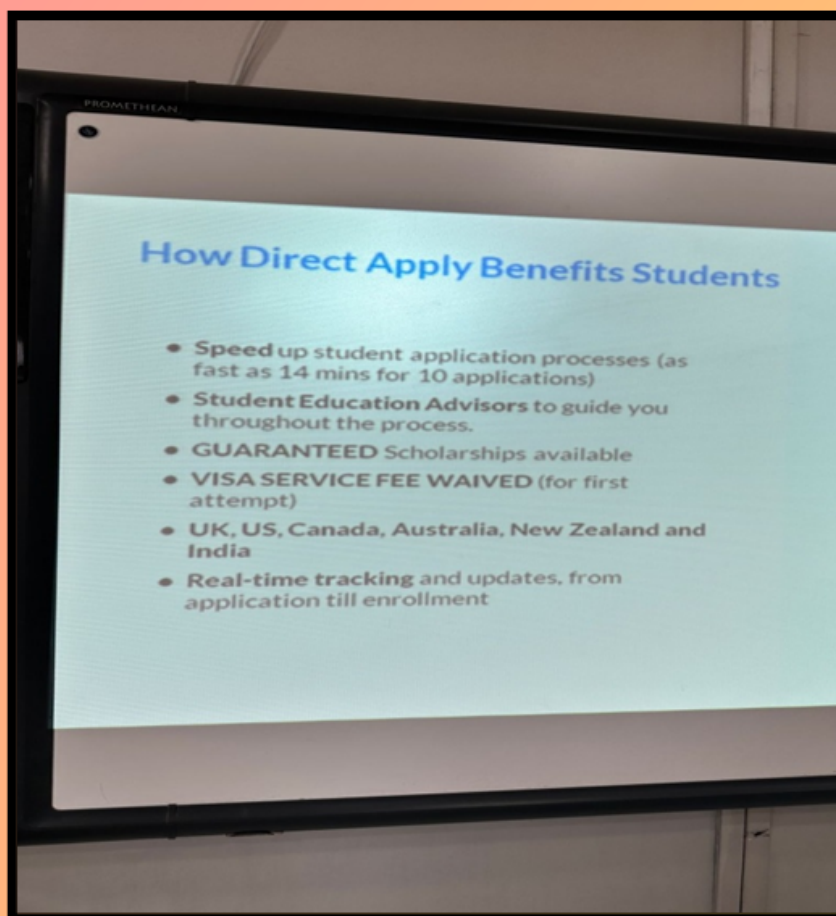 PROMETHEAN
How Direct Apply Benefits Students
● Speed up student application processes (as
fast as 14 mins for 10 applications)
● Student Education Advisors to guide you
throughout the process.
● GUARANTEED Scholarships available
● VISA SERVICE FEE WAIVED (for first
attempt)
● UK, US, Canada, Australia, New Zealand and
India
● Real-time tracking and updates, from
application till enrollment